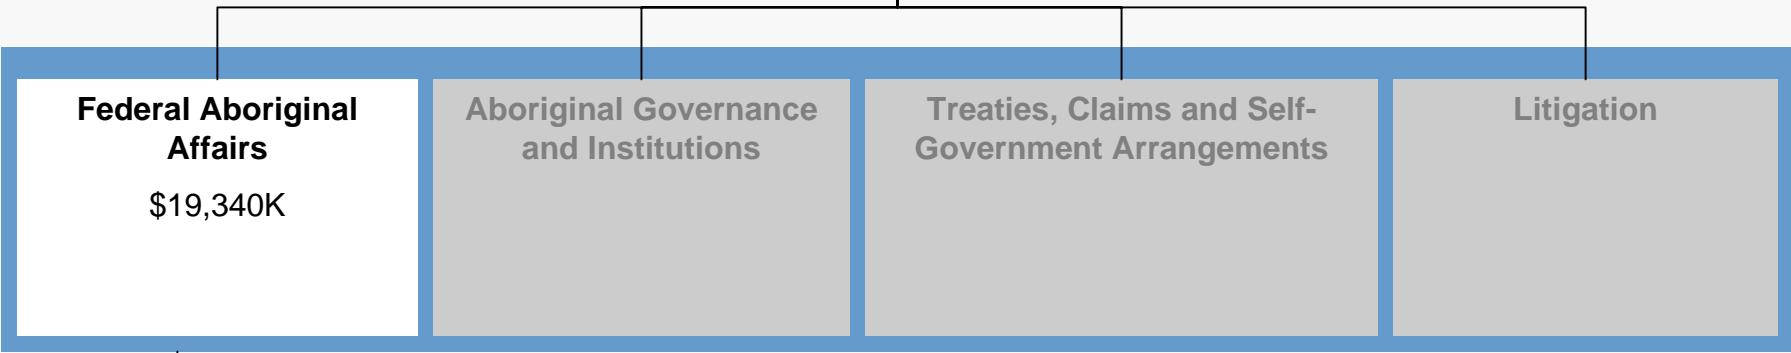 Federal Aboriginal
Affairs
$19,340K
Aboriginal Governance
and Institutions
Treaties, Claims and Self-
Government Arrangements
Litigation